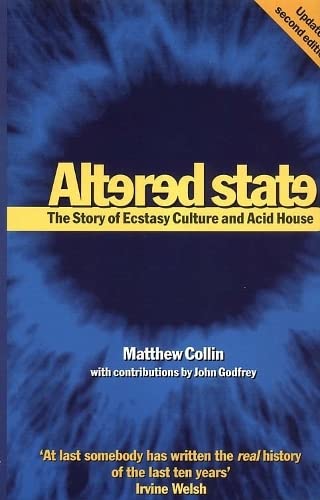 Updated
second edition
Altered state
The Story of Ecstasy Culture and Acid House
Matthew Collin
with contributions by John Godfrey
'At last somebody has written the real history
of the last ten years'
Irvine Welsh